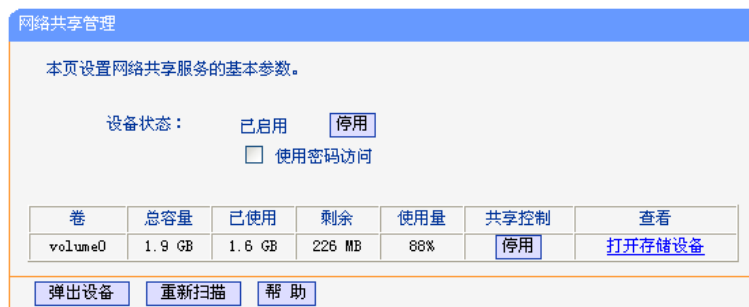 网络共享管理
本页设置网络共享服务的基本参数。
设备状态： 已启用 停用
使用密码访问
卷 总容量 已使用 剩余 使用量 共享控制 查看
volume0 1.9 GB 1.6 GB 226 MB 88% 停用 打开存储设备
弹出设备 重新扫描 帮 助